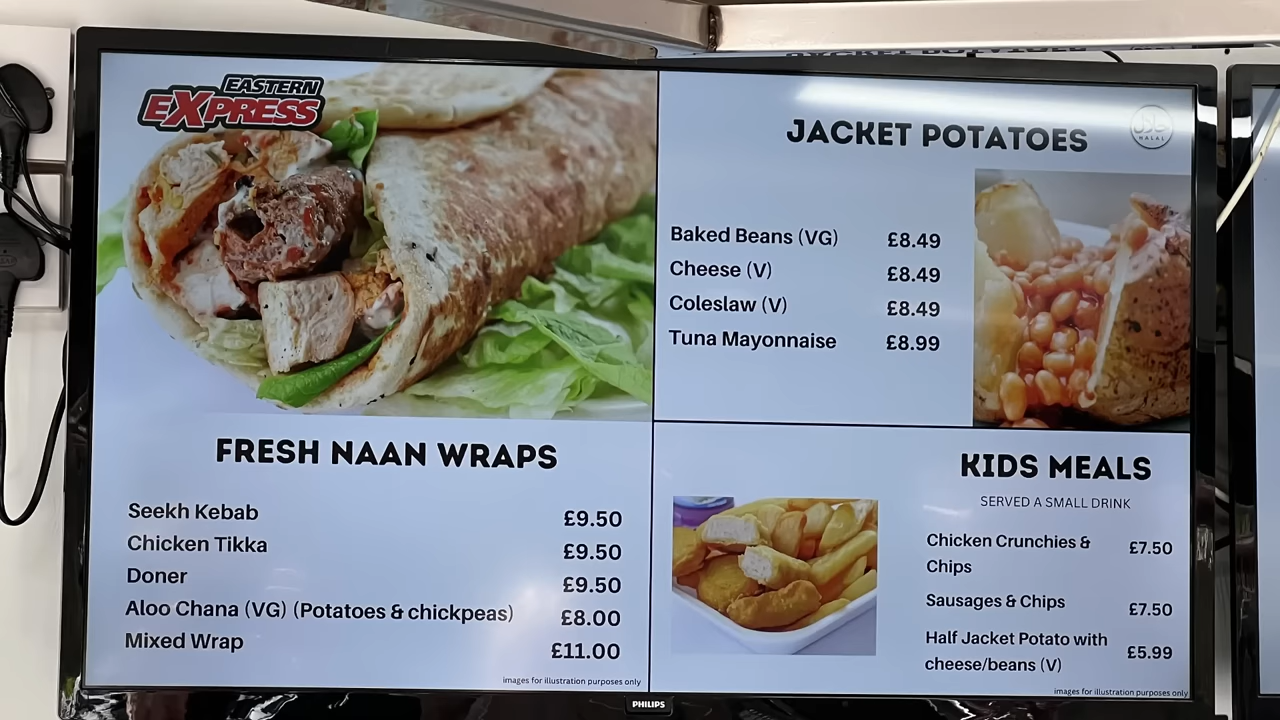 EASTERN
EXPRESS
FRESH NAAN WRAPS
Seekh Kebab £9.50
Chicken Tikka £9.50
Doner £9.50
Aloo Chana (VG) (Potatoes & chickpeas) £8.00
Mixed Wrap £11.00
images for illustration purposes only
JACKET POTATOES
حلال
HALAL
Baked Beans (VG) £8.49
Cheese (V) £8.49
Coleslaw (V) £8.49
Tuna Mayonnaise £8.99
KIDS MEALS
SERVED A SMALL DRINK
Chicken Crunchies & £7.50
Chips
Sausages & Chips £7.50
Half Jacket Potato with £5.99
cheese/beans (V)
images for illustration purposes only
PHILIPS